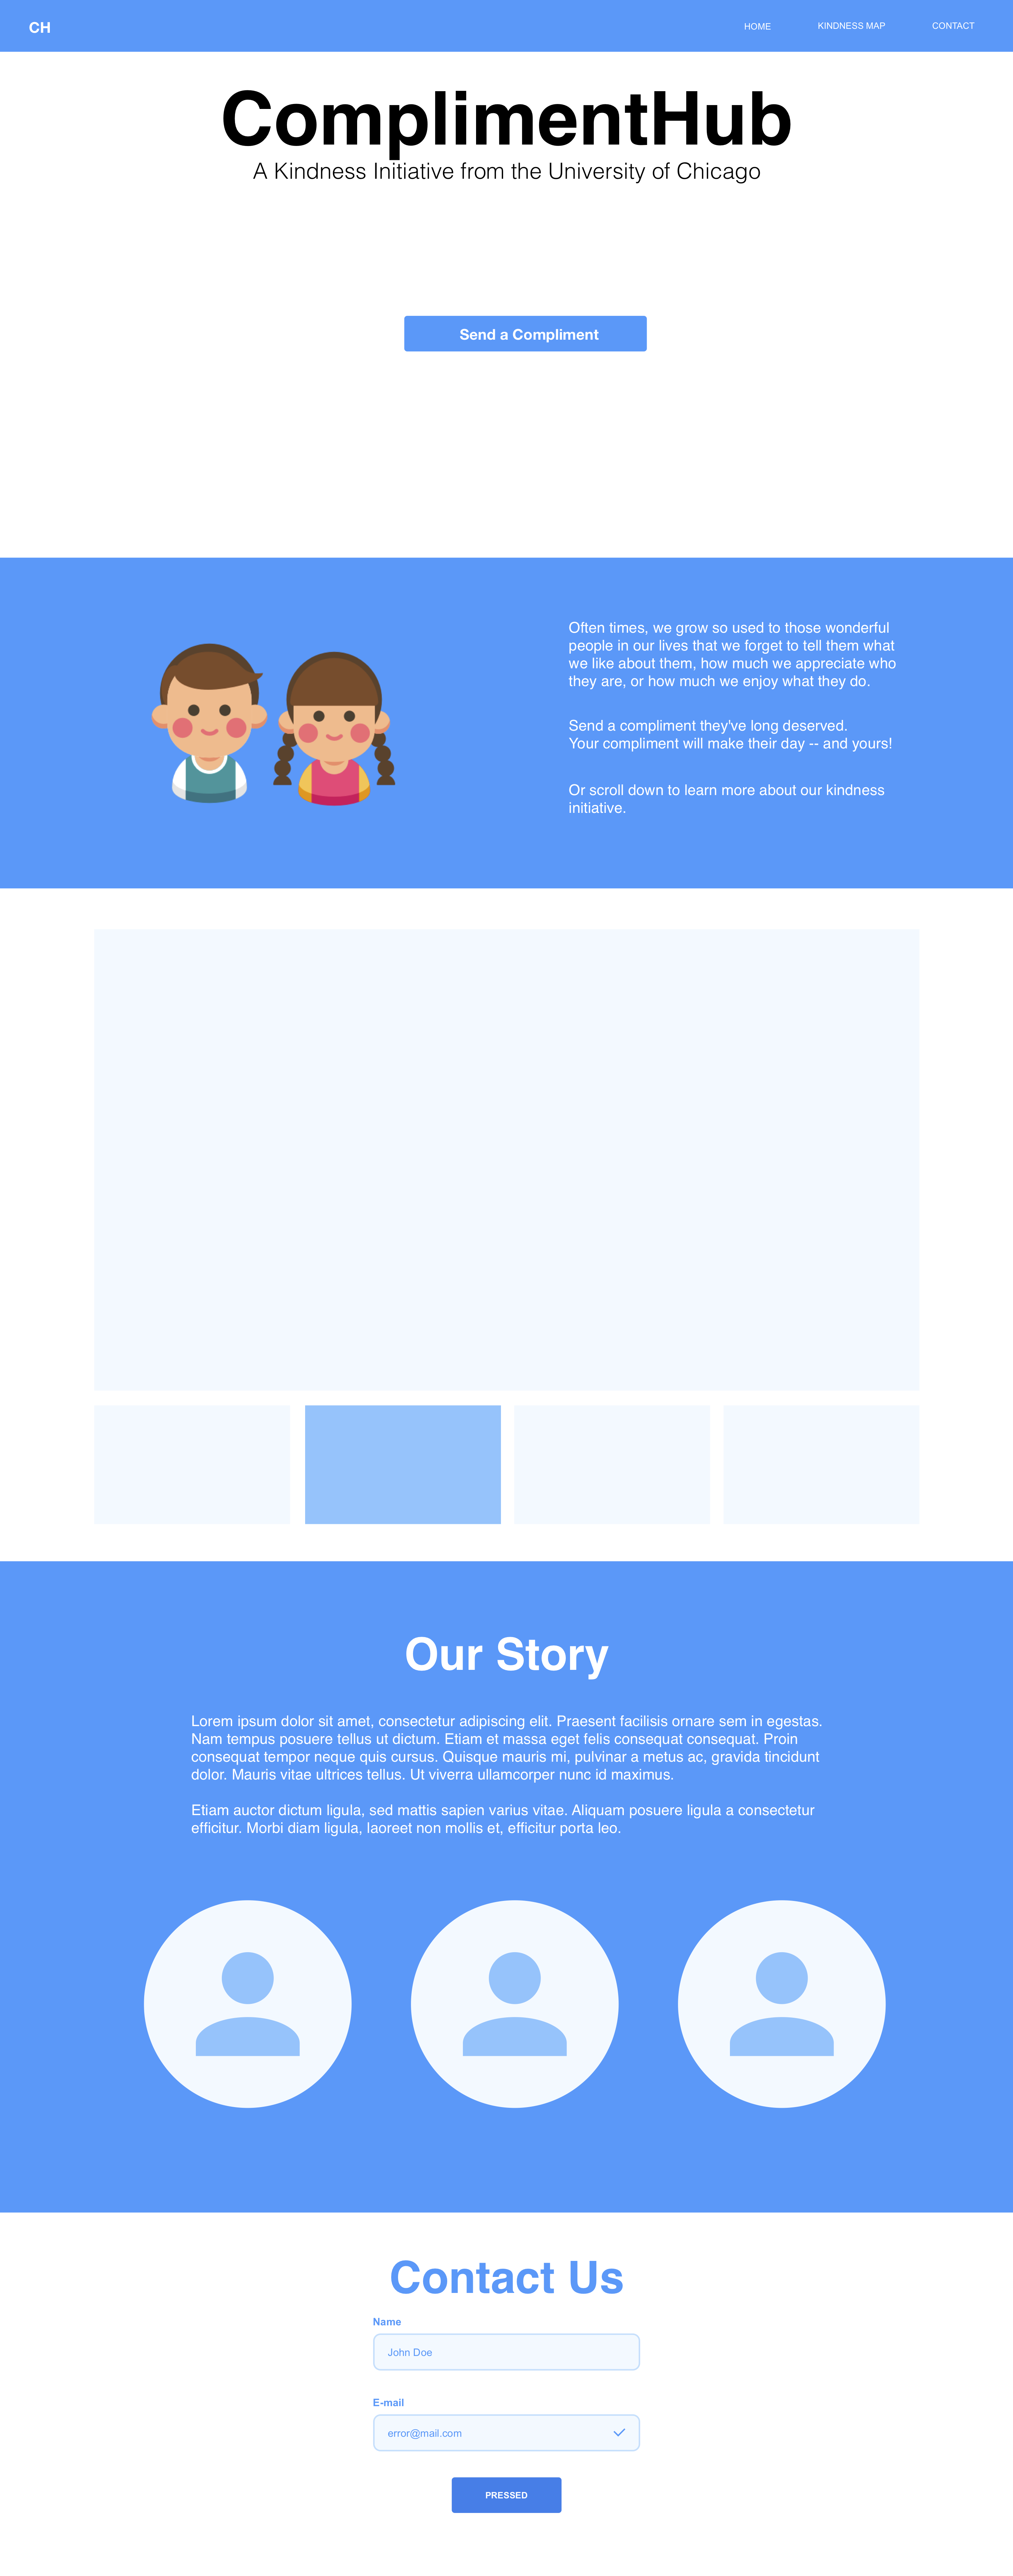 CH
HOME
KINDNESS MAP
CONTACT
ComplimentHub
A Kindness Initiative from the University of Chicago
Send a Compliment
Often times, we grow so used to those wonderful
people in our lives that we forget to tell them what
we like about them, how much we appreciate who
they are, or how much we enjoy what they do.
Send a compliment they've long deserved.
Your compliment will make their day -- and yours!
Or scroll down to learn more about our kindness
initiative.
Our Story
Lorem ipsum dolor sit amet, consectetur adipiscing elit. Praesent facilisis ornare sem in egestas.
Nam tempus posuere tellus ut dictum. Etiam et massa eget felis consequat consequat. Proin
consequat tempor neque quis cursus. Quisque mauris mi, pulvinar a metus ac, gravida tincidunt
dolor. Mauris vitae ultrices tellus. Ut viverra ullamcorper nunc id maximus.
Etiam auctor dictum ligula, sed mattis sapien varius vitae. Aliquam posuere ligula a consectetur
efficitur. Morbi diam ligula, laoreet non mollis et, efficitur porta leo.
Contact Us
Name
John Doe
E-mail
error@mail.com
PRESSED